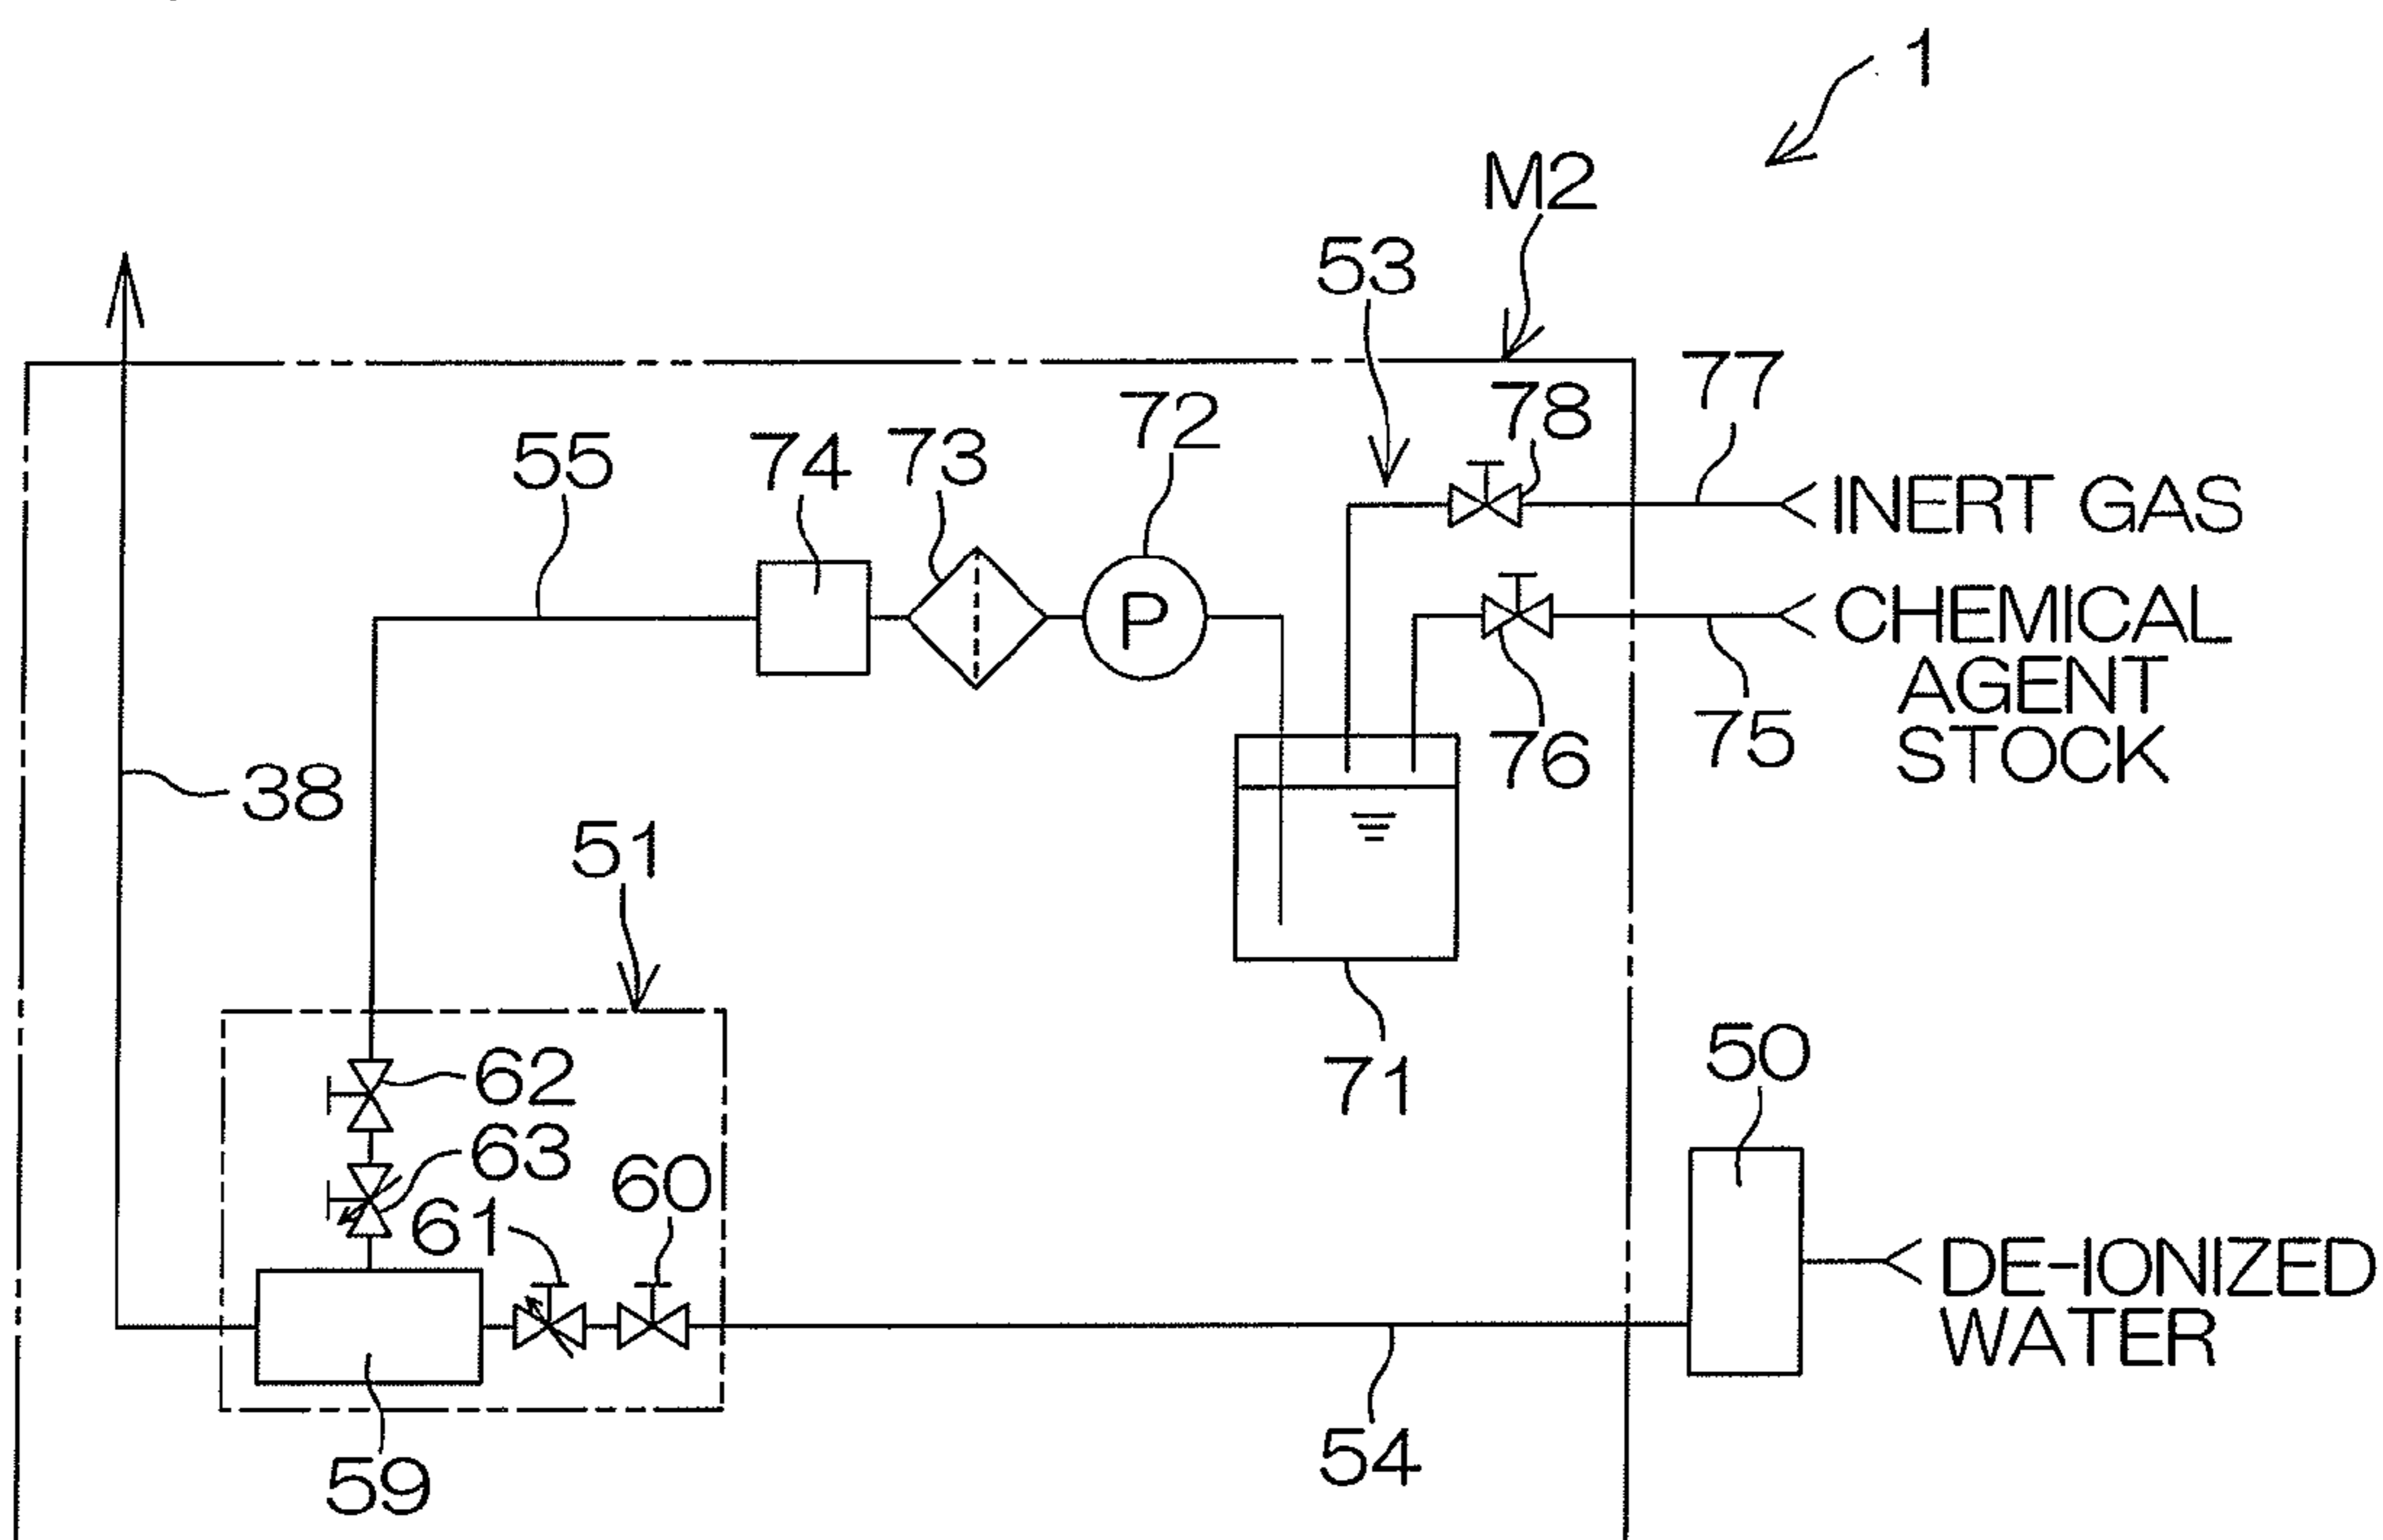 1
M2
53
77
78
72
55
74
73
INERT GAS
P
CHEMICAL
AGENT
STOCK
75
76
38
51
71
50
62
63
60
61
DE-IONIZED
WATER
54
59